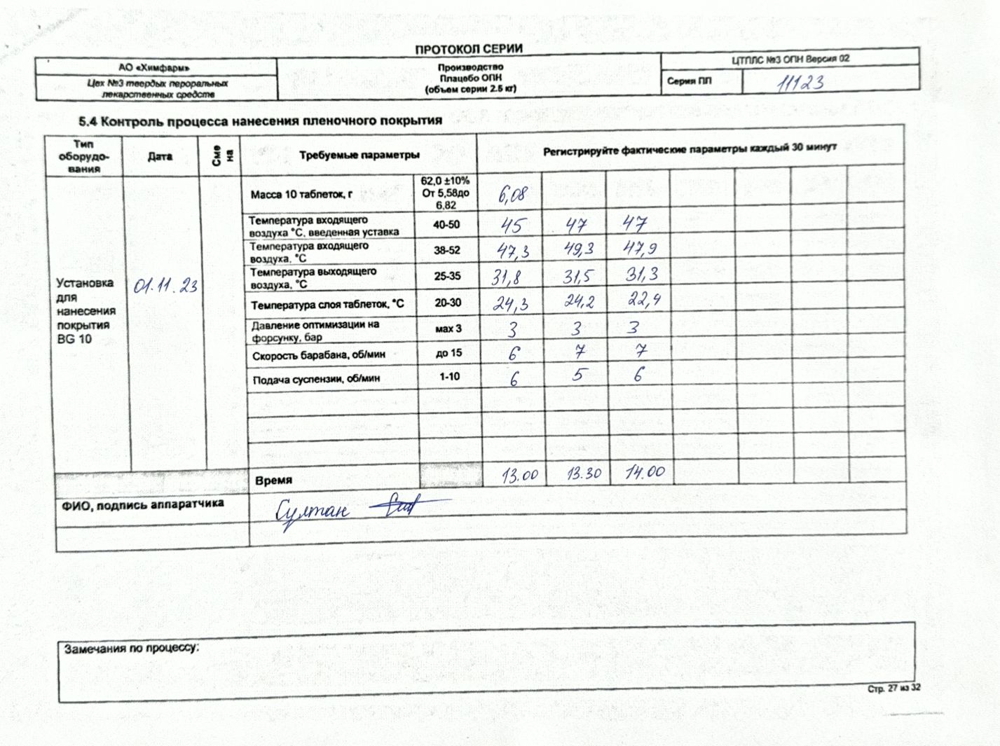 ПРОТОКОЛ СЕРИИ
АО «Химфарм»
Цех №3 твердых пероральных
лекарственных средств
Производство
Плацебо ОПН
(объем серии 2.5 кг)
ЦТПЛС №3 ОПН Версия 02
Серия ПП 11123
5.4 Контроль процесса нанесения пленочного покрытия
Тип
оборудо-
вания
Дата
Сме
на
Требуемые параметры
Регистрируйте фактические параметры каждый 30 минут
Установка
для
нанесения
покрытия
BG 10
01.11.23
Масса 10 таблеток, г
62,0 ±10%
От 5,58до
6,82
6,08
Температура входящего
воздуха °С, введенная уставка
40-50 45 47 47
Температура входящего
воздуха, °С
38-52 47,3 49,3 47,9
Температура выходящего
воздуха, °С
25-35 31,8 31,5 31,3
Температура слоя таблеток, °С 20-30 24,3 24,2 22,4
Давление оптимизации на
форсунку, бар
мах 3 3 3 3
Скорость барабана, об/мин до 15 6 7 7
Подача суспензии, об/мин 1-10 6 5 6
Время 13.00 13.30 14.00
ФИО, подпись аппаратчика Султан
Замечания по процессу:
Стр. 27 из 32